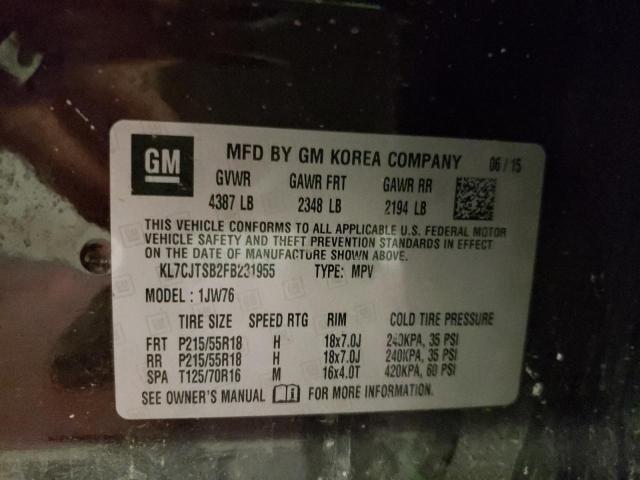 GM MFD BY GM KOREA COMPANY 06/15
GVWR GAWR FRT GAWR RR
4387 LB 2348 LB 2194 LB
THIS VEHICLE CONFORMS TO ALL APPLICABLE U.S. FEDERAL MOTOR
VEHICLE SAFETY AND THEFT PREVENTION STANDARDS IN EFFECT
ON THE DATE OF MANUFACTURE SHOWN ABOVE.
KL7CJTSB2FB231955 TYPE: MPV
MODEL : 1JW76
TIRE SIZE SPEED RTG RIM COLD TIRE PRESSURE
FRT P215/55R18 H 18x7.0J 240KPA, 35 PSI
RR P215/55R18 H 18x7.0J 240KPA, 35 PSI
SPA T125/70R16 M 16x4.0T 420KPA, 60 PSI
SEE OWNER'S MANUAL FOR MORE INFORMATION.